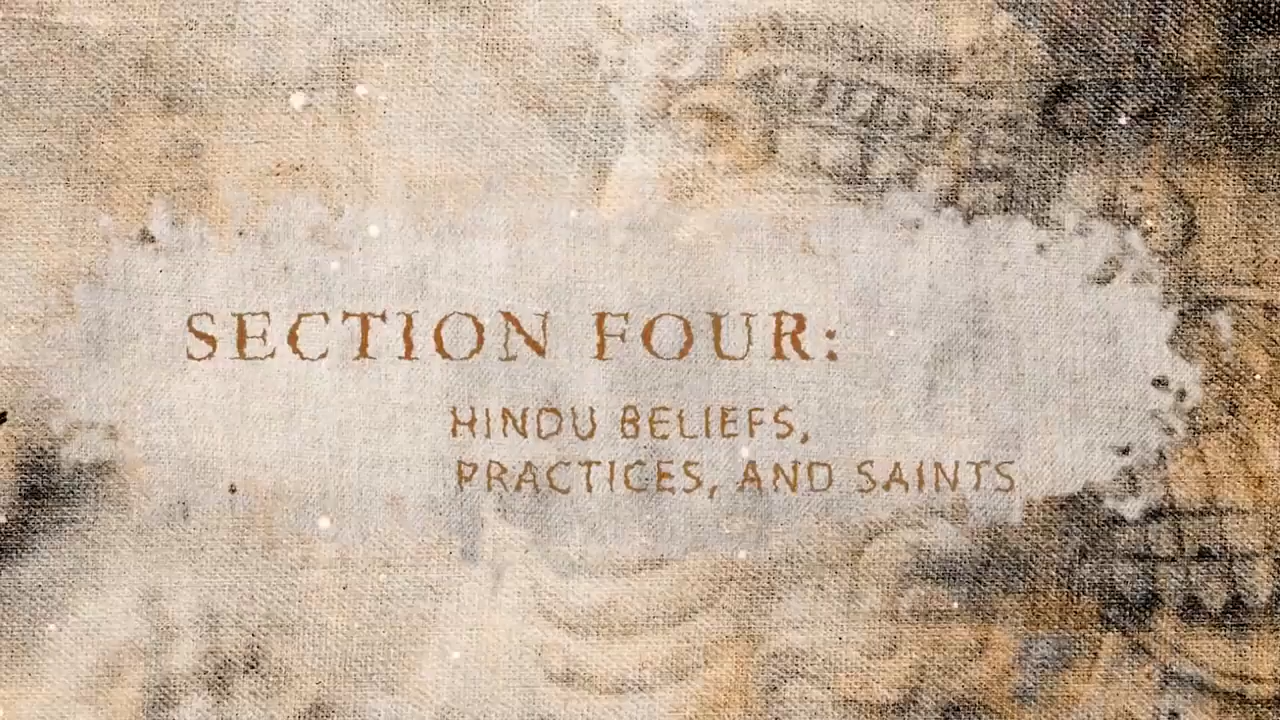 SECTION FOUR:
HINDU BELIEFS,
PRACTICES, AND SAINTS